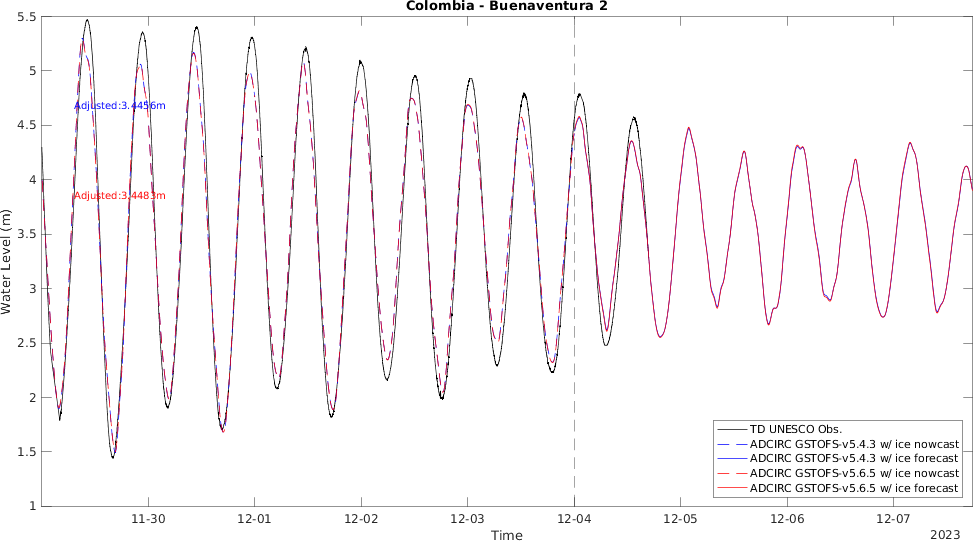 Colombia - Buenaventura 2
5.5
5
4.5
4
3.5
3
2.5
2
1.5
1
Water Level (m)
Adjusted:3.4456m
Adjusted:3.4483m
TD UNESCO Obs.
ADCIRC GSTOFS-v5.4.3 w/ ice nowcast
ADCIRC GSTOFS-v5.4.3 w/ ice forecast
ADCIRC GSTOFS-v5.6.5 w/ ice nowcast
ADCIRC GSTOFS-v5.6.5 w/ ice forecast
11-30 12-01 12-02 12-03 12-04 12-05 12-06 12-07
Time
2023